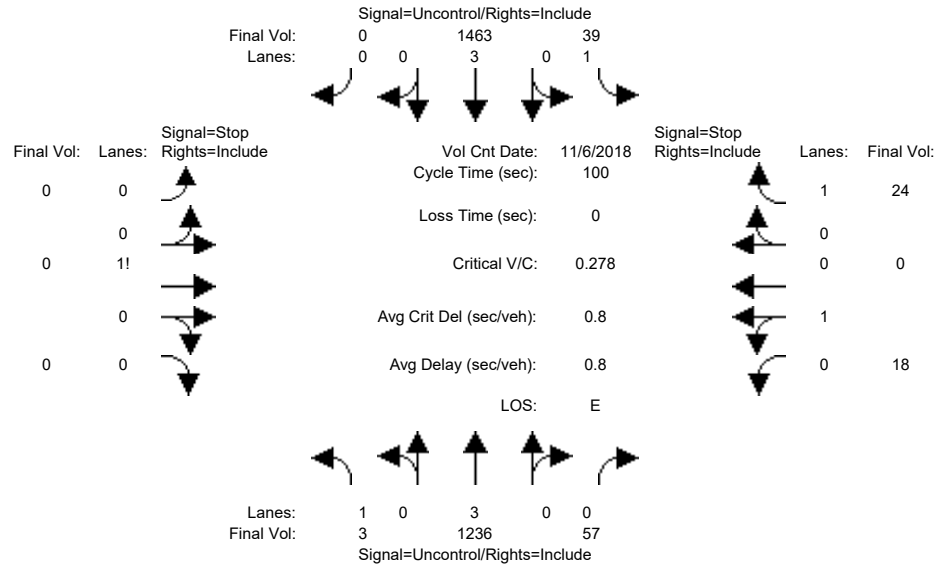 Signal=Uncontrol/Rights=Include
Final Vol: 0 1463 39
Lanes: 0 0 3 0 1
Signal=Stop Signal=Stop
Final Vol: Lanes: Rights=Include Vol Cnt Date: 11/6/2018 Rights=Include Lanes: Final Vol:
Cycle Time (sec): 100
0 0 1 24
Loss Time (sec): 0
0 0
0 1! Critical V/C: 0.278 0 0
0 Avg Crit Del (sec/veh): 0.8 1
0 0 Avg Delay (sec/veh): 0.8 0 18
LOS: E
Lanes: 1 0 3 0 0
Final Vol: 3 1236 57
Signal=Uncontrol/Rights=Include